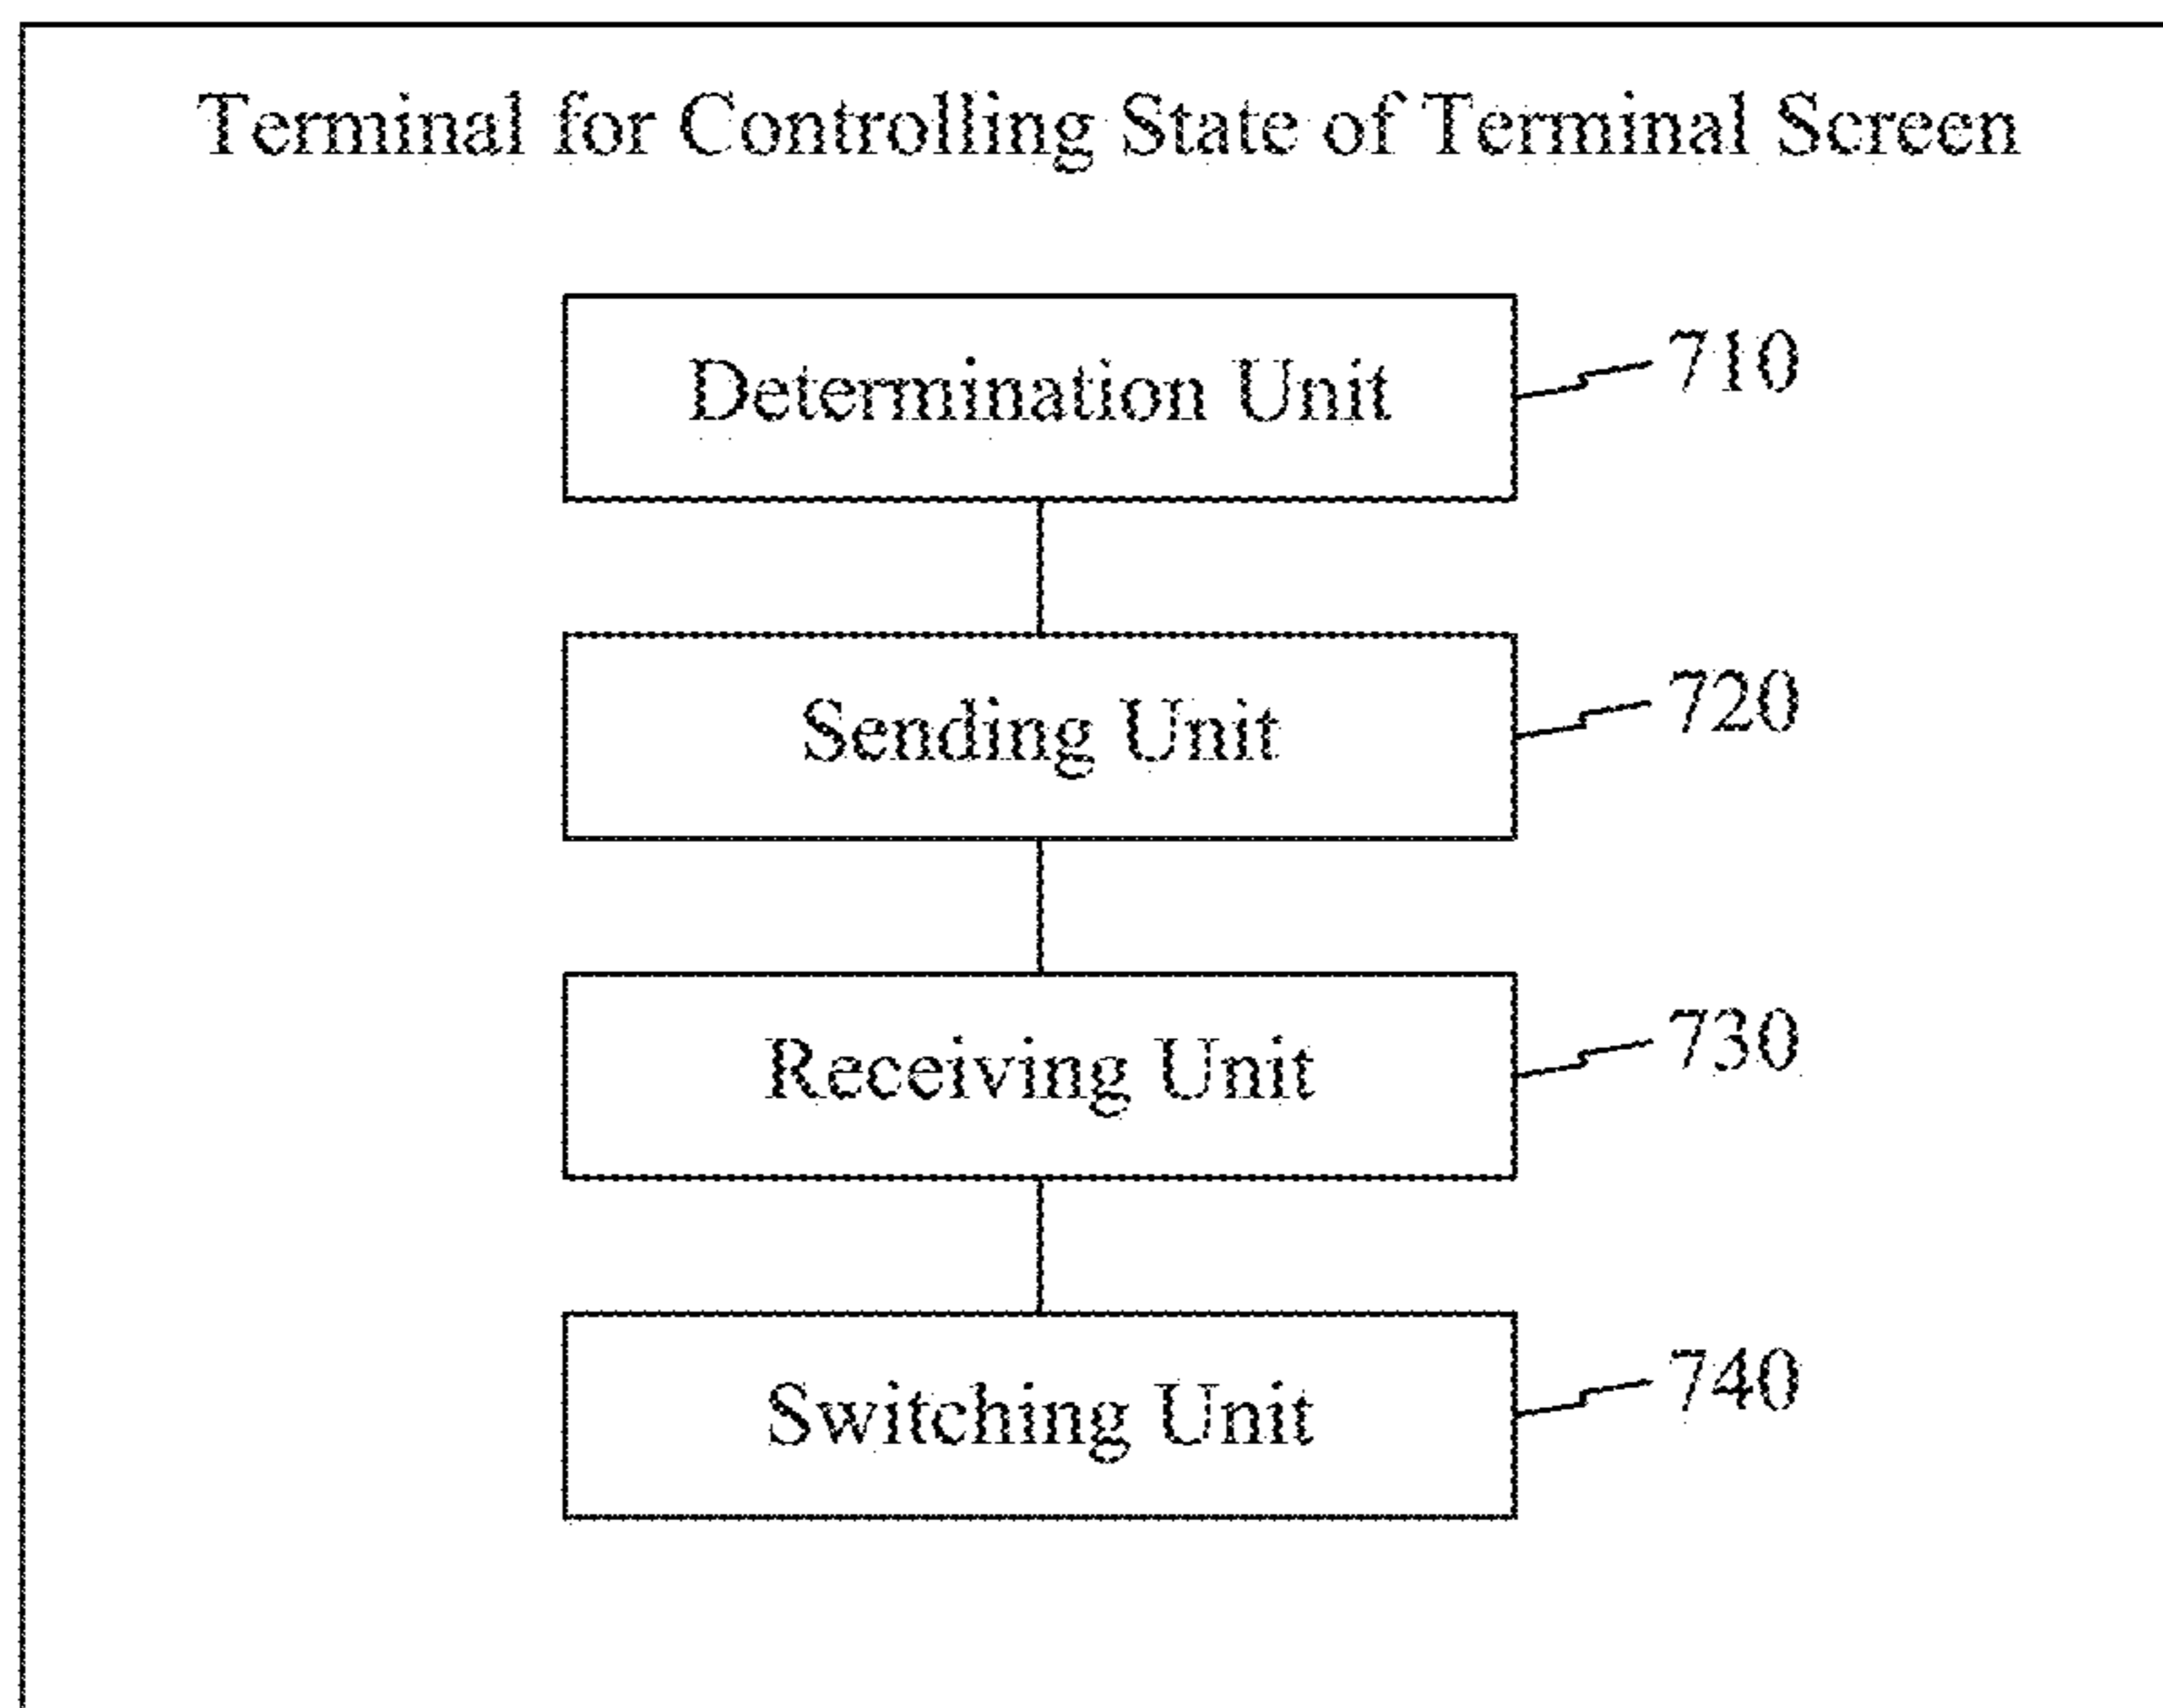 Terminal for Controlling State of Terminal Screen
Determination Unit
710
Sending Unit
720
Receiving Unit
730
Switching Unit
740